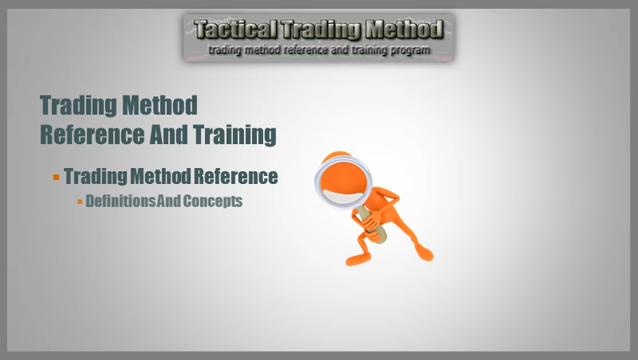 Tactical Trading Method
trading method reference and training program
Trading Method
Reference And Training
Trading Method Reference
Definitions And Concepts